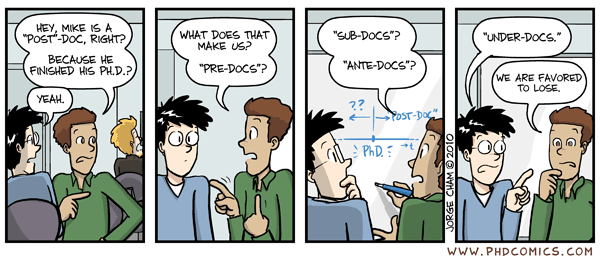 HEY, MIKE IS A
"POST"-DOC, RIGHT?
BECAUSE HE
FINISHED HIS PH.D.?
YEAH.
WHAT DOES THAT
MAKE US?
"PRE-DOCS"?
"SUB-DOCS"?
"ANTE-DOCS"?
??
"POST-DOC"
Ph.D.
t
JORGE CHAM © 2010
"UNDER-DOCS."
WE ARE FAVORED
TO LOSE.
WWW.PHDCOMICS.COM